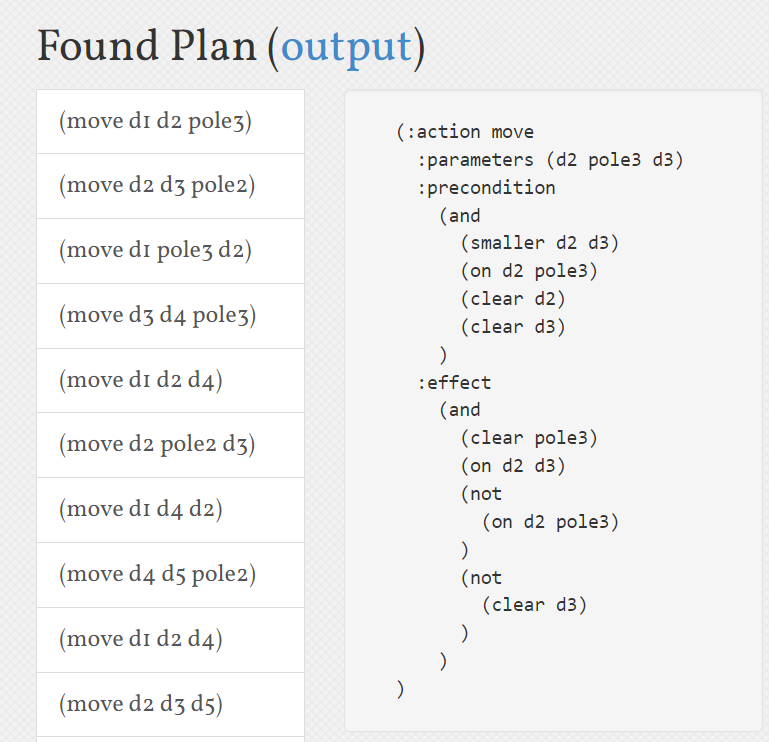 Found Plan (output)
(move d1 d2 pole3)
(move d2 d3 pole2)
(move d1 pole3 d2)
(move d3 d4 pole3)
(move d1 d2 d4)
(move d2 pole2 d3)
(move d1 d4 d2)
(move d4 d5 pole2)
(move d1 d2 d4)
(move d2 d3 d5)
(:action move
  :parameters (d2 pole3 d3)
  :precondition
    (and
      (smaller d2 d3)
      (on d2 pole3)
      (clear d2)
      (clear d3)
    )
  :effect
    (and
      (clear pole3)
      (on d2 d3)
      (not
        (on d2 pole3)
      )
      (not
        (clear d3)
      )
    )
)